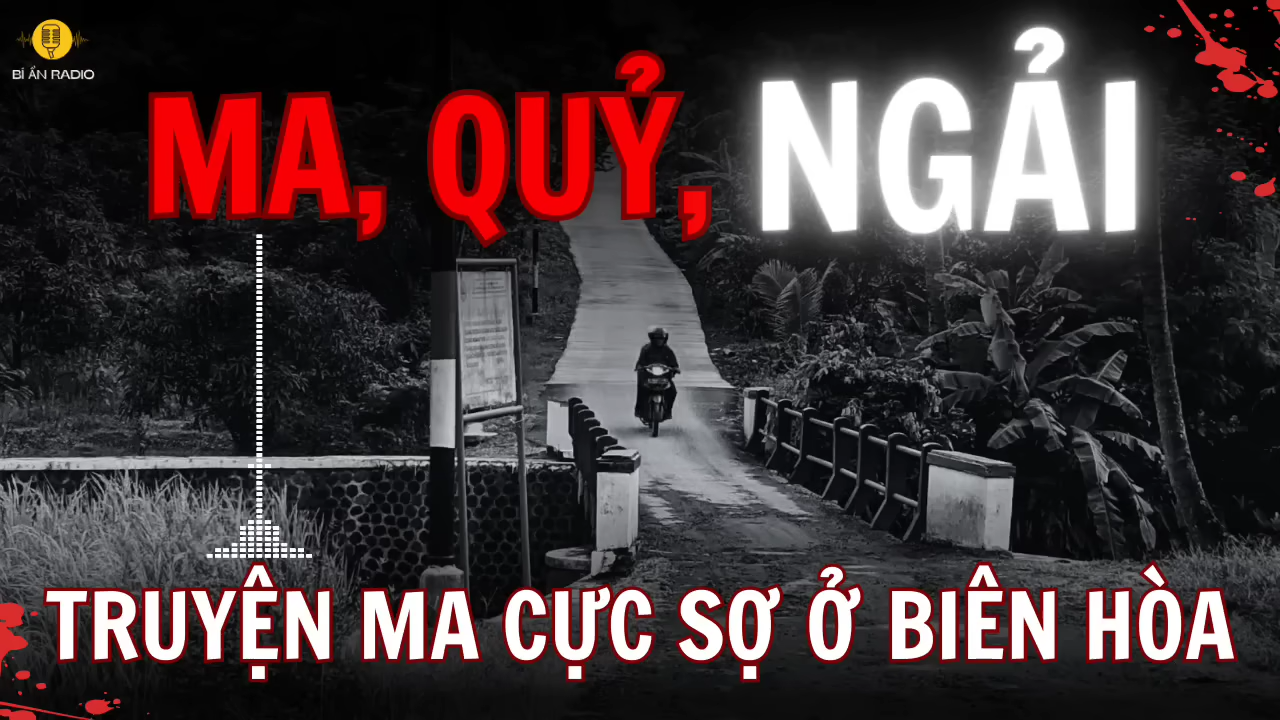 BÍ ẨN RADIO
MA, QUỶ, NGẢI
TRUYỆN MA CỰC SỢ Ở BIÊN HÒA